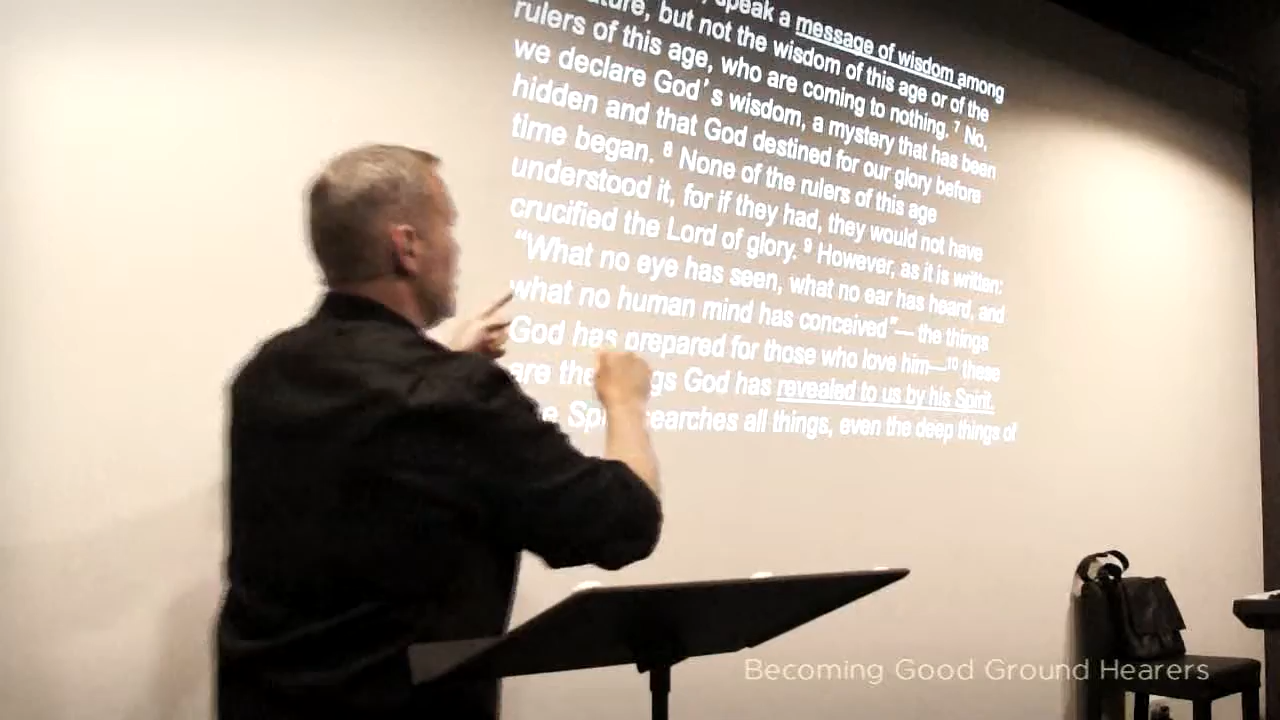 speak a message of wisdom among
but not the wisdom of this age or of the
rulers of this age, who are coming to nothing. 7 No,
we declare God's wisdom, a mystery that has been
hidden and that God destined for our glory before
time began. 8 None of the rulers of this age
understood it, for if they had, they would not have
crucified the Lord of glory. 9 However, as it is written:
“What no eye has seen, what no ear has heard, and
what no human mind has conceived”— the things
God has prepared for those who love him—10 these
are the God has revealed to us by his Spirit.
searches all things, even the deep things of
Becoming Good Ground Hearers